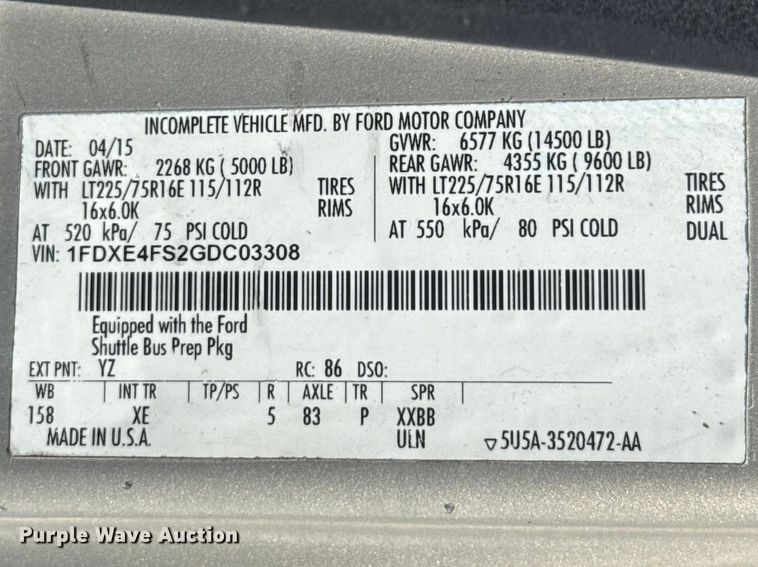 INCOMPLETE VEHICLE MFD. BY FORD MOTOR COMPANY
DATE: 04/15 GVWR: 6577 KG (14500 LB)
FRONT GAWR: 2268 KG ( 5000 LB) REAR GAWR: 4355 KG ( 9600 LB)
WITH LT225/75R16E 115/112R TIRES WITH LT225/75R16E 115/112R TIRES
16x6.0K RIMS 16x6.0K RIMS
AT 520 kPa/ 75 PSI COLD AT 550 kPa/ 80 PSI COLD DUAL
VIN: 1FDXE4FS2GDC03308
Equipped with the Ford
Shuttle Bus Prep Pkg
EXT PNT: YZ RC: 86 DSO:
WB INT TR TP/PS R AXLE TR SPR
158 XE 5 83 P XXBB
MADE IN U.S.A. ULN ▽5U5A-3520472-AA
Purple Wave Auction